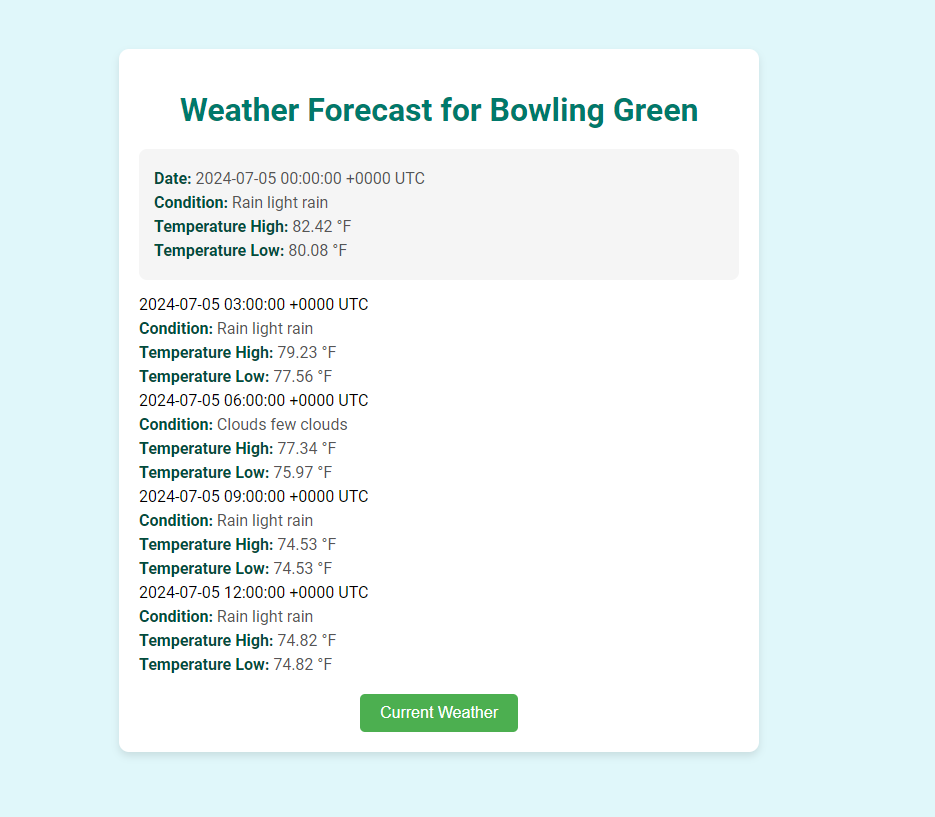 Weather Forecast for Bowling Green
Date: 2024-07-05 00:00:00 +0000 UTC
Condition: Rain light rain
Temperature High: 82.42 °F
Temperature Low: 80.08 °F
2024-07-05 03:00:00 +0000 UTC
Condition: Rain light rain
Temperature High: 79.23 °F
Temperature Low: 77.56 °F
2024-07-05 06:00:00 +0000 UTC
Condition: Clouds few clouds
Temperature High: 77.34 °F
Temperature Low: 75.97 °F
2024-07-05 09:00:00 +0000 UTC
Condition: Rain light rain
Temperature High: 74.53 °F
Temperature Low: 74.53 °F
2024-07-05 12:00:00 +0000 UTC
Condition: Rain light rain
Temperature High: 74.82 °F
Temperature Low: 74.82 °F
Current Weather